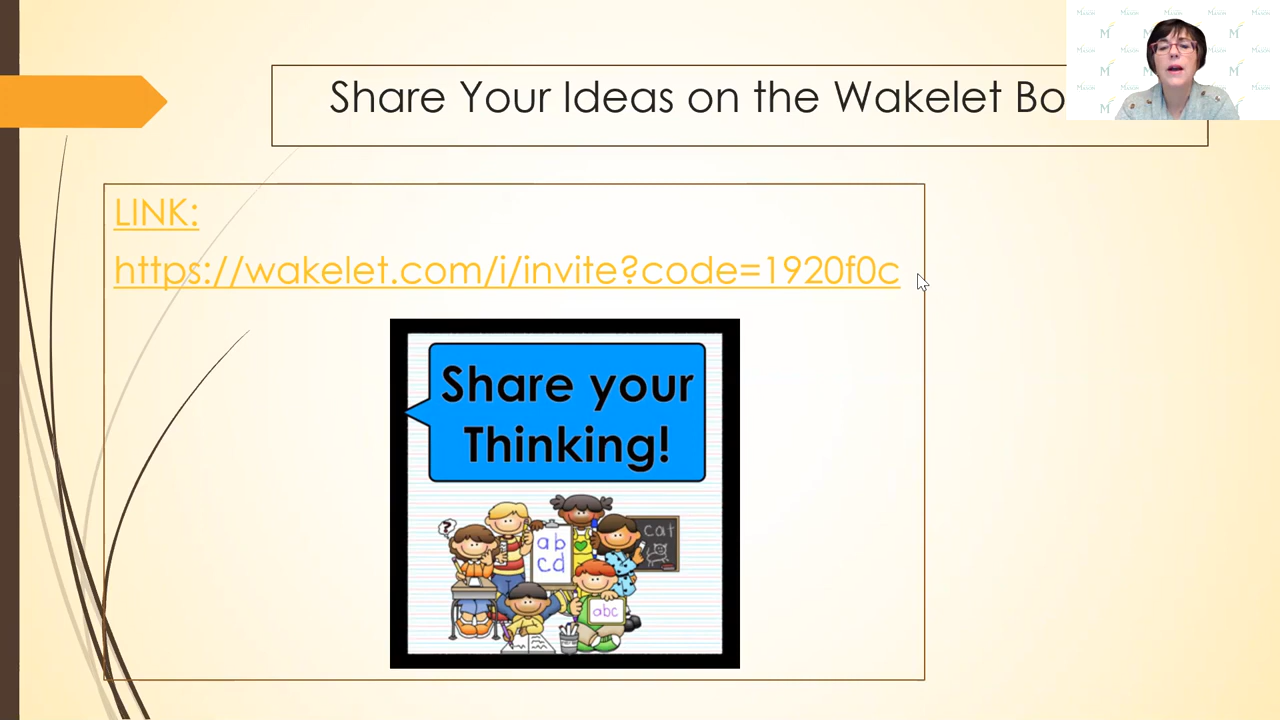 Share Your Ideas on the Wakelet Bo
LINK:
https://wakelet.com/i/invite?code=1920f0c
Share your
Thinking!
?
cat
ab
cd
abc